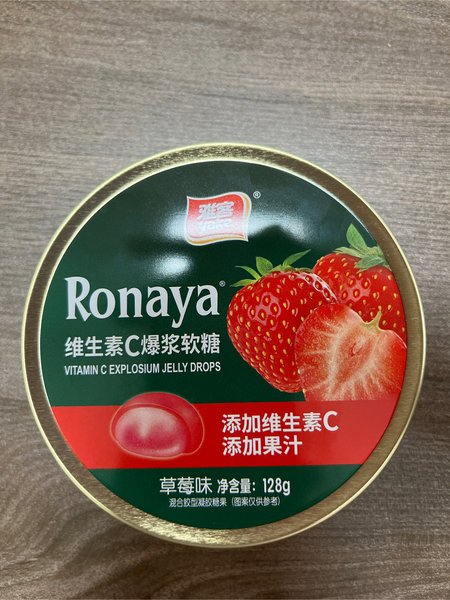 雅客
Yake
®
Ronaya®
维生素C爆浆软糖
VITAMIN C EXPLOSIUM JELLY DROPS
添加维生素C
添加果汁
草莓味 净含量：128g
混合胶型凝胶糖果（图案仅供参考）